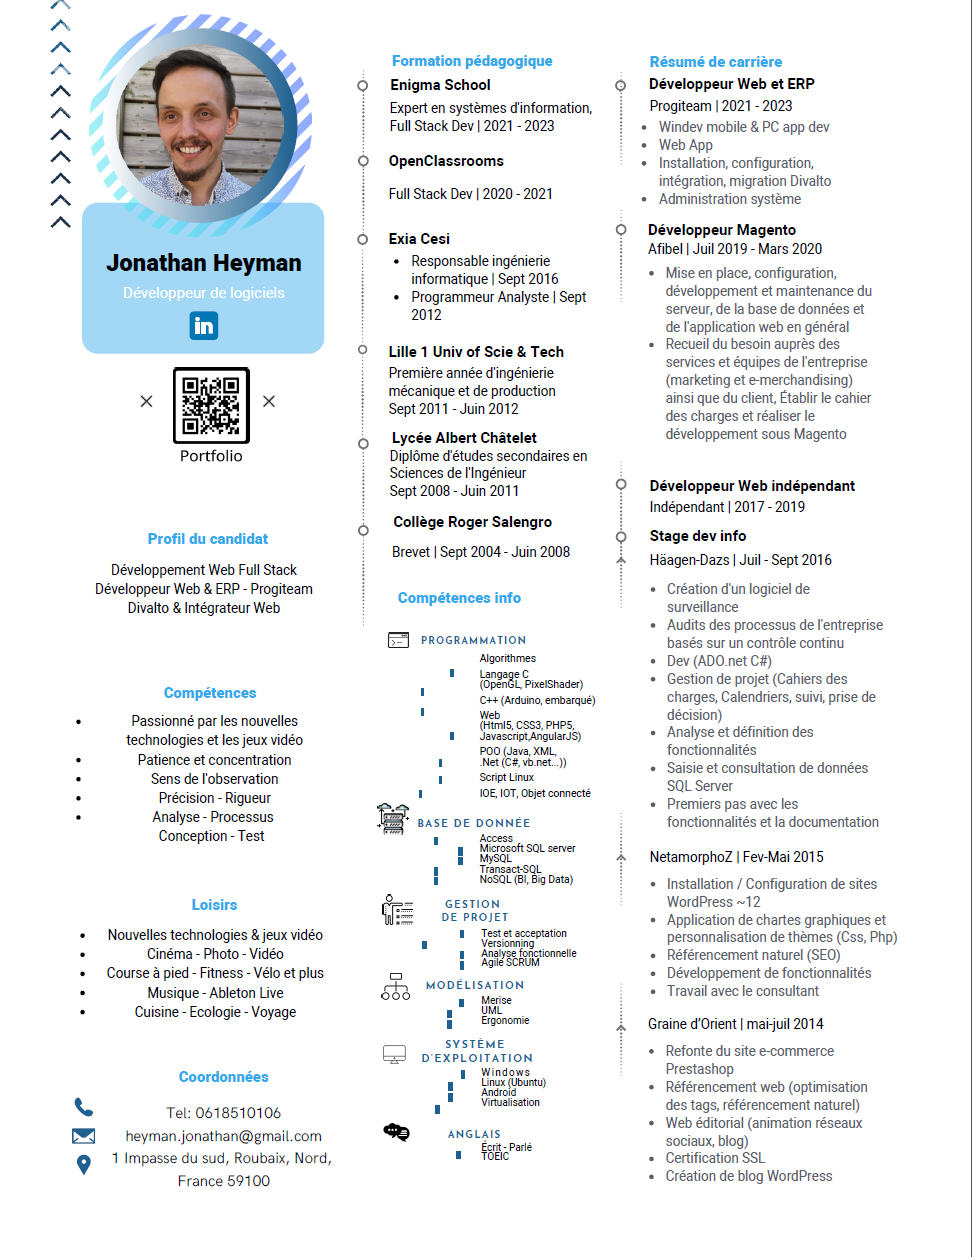 Jonathan Heyman
Développeur de logiciels
in
Portfolio
Profil du candidat
Développement Web Full Stack
Développeur Web & ERP - Progiteam
Divalto & Intégrateur Web
Compétences
Passionné par les nouvelles
technologies et les jeux vidéo
Patience et concentration
Sens de l'observation
Précision - Rigueur
Analyse - Processus
Conception - Test
Loisirs
Nouvelles technologies & jeux vidéo
Cinéma - Photo - Vidéo
Course à pied - Fitness - Vélo et plus
Musique - Ableton Live
Cuisine - Ecologie - Voyage
Coordonnées
Tel: 0618510106
heyman.jonathan@gmail.com
1 Impasse du sud, Roubaix, Nord,
France 59100
Formation pédagogique
Enigma School
Expert en systèmes d'information,
Full Stack Dev | 2021 - 2023
OpenClassrooms
Full Stack Dev | 2020 - 2021
Exia Cesi
Responsable ingénierie
informatique | Sept 2016
Programmeur Analyste | Sept
2012
Lille 1 Univ of Scie & Tech
Première année d'ingénierie
mécanique et de production
Sept 2011 - Juin 2012
Lycée Albert Châtelet
Diplôme d'études secondaires en
Sciences de l'Ingénieur
Sept 2008 - Juin 2011
Collège Roger Salengro
Brevet | Sept 2004 - Juin 2008
Compétences info
PROGRAMMATION
Algorithmes
Langage C
(OpenGL, PixelShader)
C++ (Arduino, embarqué)
Web
(Html5, CSS3, PHP5,
Javascript,AngularJS)
POO (Java, XML,
.Net (C#, vb.net...))
Script Linux
IOE, IOT, Objet connecté
BASE DE DONNÉE
Access
Microsoft SQL server
MySQL
Transact-SQL
NoSQL (BI, Big Data)
GESTION
DE PROJET
Test et acceptation
Versionning
Analyse fonctionnelle
Agile SCRUM
MODÉLISATION
Merise
UML
Ergonomie
SYSTÈME
D'EXPLOITATION
Windows
Linux (Ubuntu)
Android
Virtualisation
ANGLAIS
Écrit - Parlé
TOEIC
Résumé de carrière
Développeur Web et ERP
Progiteam | 2021 - 2023
Windev mobile & PC app dev
Web App
Installation, configuration,
intégration, migration Divalto
Administration système
Développeur Magento
Afibel | Juil 2019 - Mars 2020
Mise en place, configuration,
développement et maintenance du
serveur, de la base de données et
de l'application web en général
Recueil du besoin auprès des
services et équipes de l'entreprise
(marketing et e-merchandising)
ainsi que du client, Établir le cahier
des charges et réaliser le
développement sous Magento
Développeur Web indépendant
Indépendant | 2017 - 2019
Stage dev info
Häagen-Dazs | Juil - Sept 2016
Création d'un logiciel de
surveillance
Audits des processus de l'entreprise
basés sur un contrôle continu
Dev (ADO.net C#)
Gestion de projet (Cahiers des
charges, Calendriers, suivi, prise de
décision)
Analyse et définition des
fonctionnalités
Saisie et consultation de données
SQL Server
Premiers pas avec les
fonctionnalités et la documentation
NetamorphoZ | Fev-Mai 2015
Installation / Configuration de sites
WordPress ~12
Application de chartes graphiques et
personnalisation de thèmes (Css, Php)
Référencement naturel (SEO)
Développement de fonctionnalités
Travail avec le consultant
Graine d'Orient | mai-juil 2014
Refonte du site e-commerce
Prestashop
Référencement web (optimisation
des tags, référencement naturel)
Web éditorial (animation réseaux
sociaux, blog)
Certification SSL
Création de blog WordPress